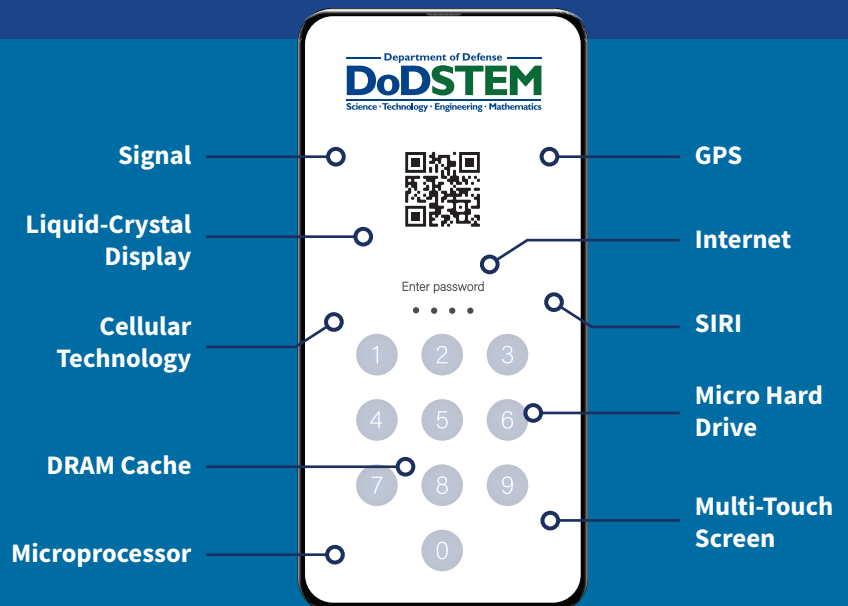 Department of Defense
DoDSTEM
Science · Technology · Engineering · Mathematics
Signal
GPS
Liquid-Crystal
Display
Internet
Enter password
Cellular
Technology
SIRI
1 2 3
Micro Hard
Drive
4 5 6
DRAM Cache
7 8 9
Multi-Touch
Screen
Microprocessor
0